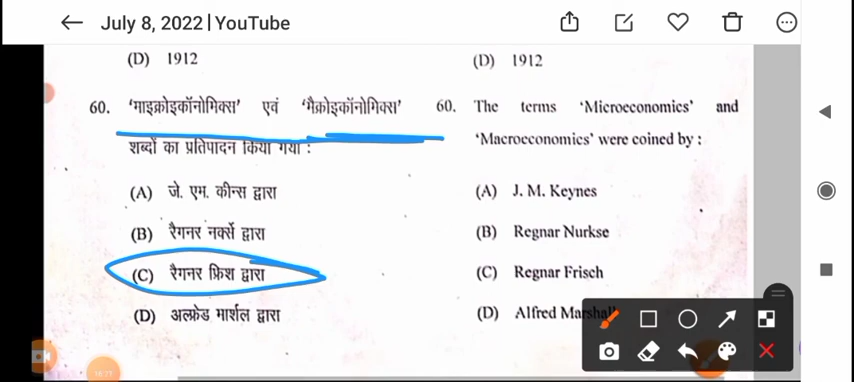 July 8, 2022 | YouTube
(D) 1912
(D) 1912
60. 'माइक्रोइकॉनोमिक्स' एवं 'मैक्रोइकॉनोमिक्स'
शब्दों का प्रतिपादन किया गया :
(A) जे. एम. कीन्स द्वारा
(B) रैगनर नर्क्से द्वारा
(C) रैगनर फ्रिश द्वारा
(D) अल्फ्रेड मार्शल द्वारा
60. The terms 'Microeconomics' and
'Macroeconomics' were coined by :
(A) J. M. Keynes
(B) Regnar Nurkse
(C) Regnar Frisch
(D) Alfred Marshall